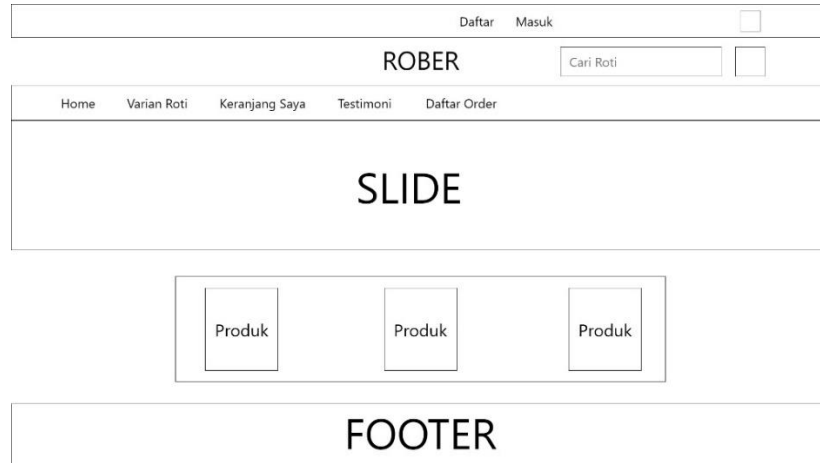 Daftar Masuk
ROBER
Cari Roti
Home Varian Roti Keranjang Saya Testimoni Daftar Order
SLIDE
Produk Produk Produk
FOOTER